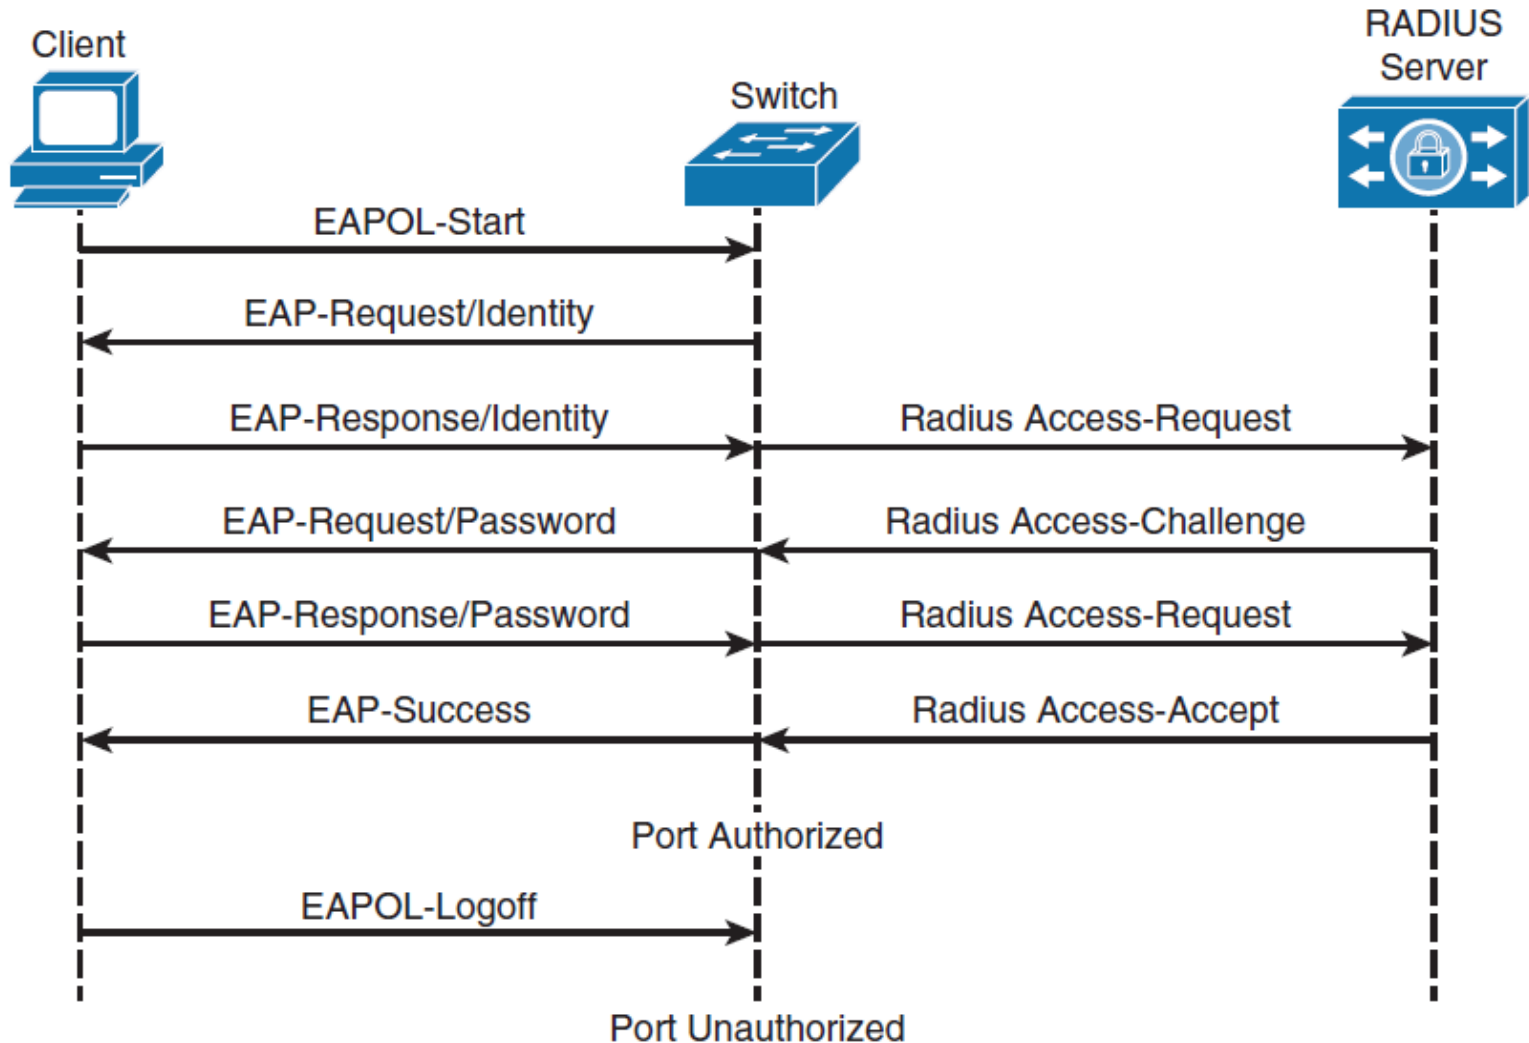 Client
Switch
RADIUS
Server
EAPOL-Start
EAP-Request/Identity
EAP-Response/Identity
Radius Access-Request
EAP-Request/Password
Radius Access-Challenge
EAP-Response/Password
Radius Access-Request
EAP-Success
Radius Access-Accept
Port Authorized
EAPOL-Logoff
Port Unauthorized